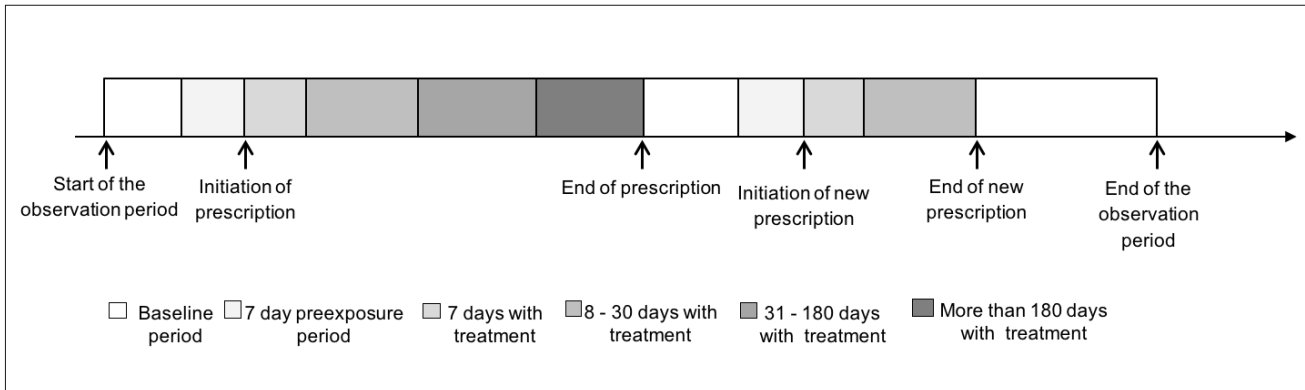 Start of the
observation period
Initiation of
prescription
End of prescription
Initiation of new
prescription
End of new
prescription
End of the
observation
period
Baseline
period
7 day preexposure
period
7 days with
treatment
8 - 30 days with
treatment
31 - 180 days
with treatment
More than 180 days
with treatment